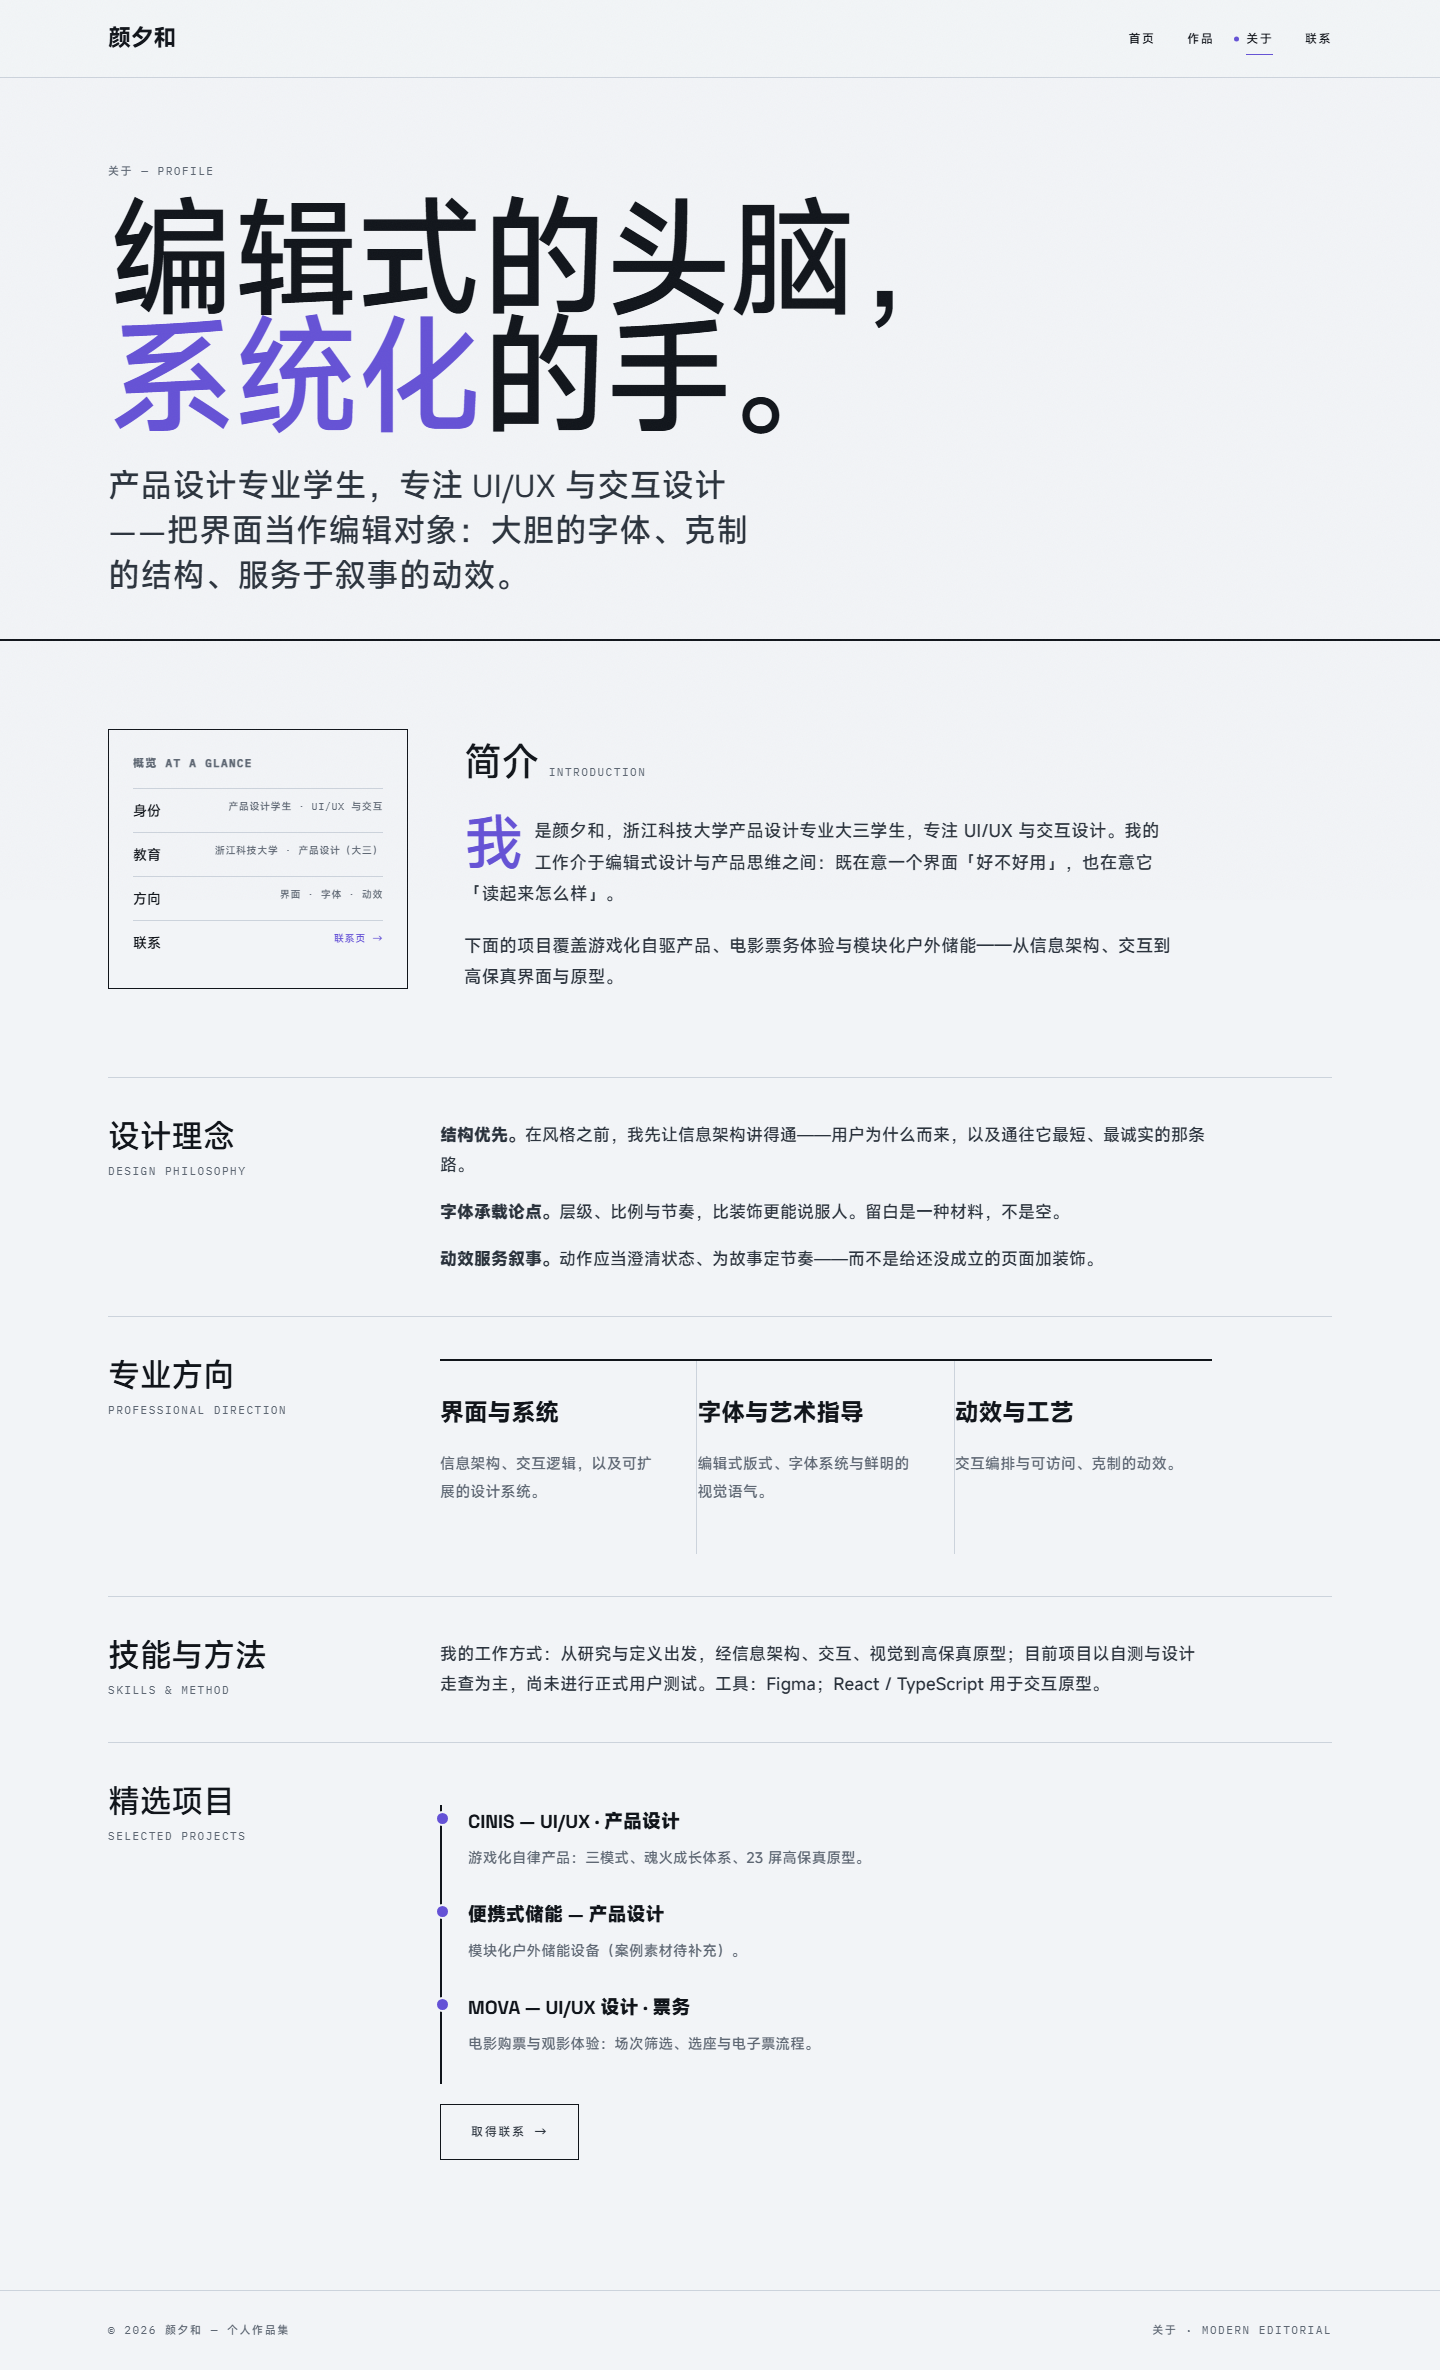 颜夕和
首页 作品 关于 联系
关于 — PROFILE
编辑式的头脑，
系统化的手。
产品设计专业学生，专注 UI/UX 与交互设计
——把界面当作编辑对象：大胆的字体、克制
的结构、服务于叙事的动效。
概览 AT A GLANCE
身份 产品设计学生 · UI/UX 与交互
教育 浙江科技大学 · 产品设计（大三）
方向 界面 · 字体 · 动效
联系 联系页 →
简介 INTRODUCTION
我是颜夕和，浙江科技大学产品设计专业大三学生，专注 UI/UX 与交互设计。我的
工作介于编辑式设计与产品思维之间：既在意一个界面「好不好用」，也在意它
「读起来怎么样」。
下面的项目覆盖游戏化自驱产品、电影票务体验与模块化户外储能——从信息架构、交互到
高保真界面与原型。
设计理念
DESIGN PHILOSOPHY
结构优先。在风格之前，我先让信息架构讲得通——用户为什么而来，以及通往它最短、最诚实的那条
路。
字体承载论点。层级、比例与节奏，比装饰更能说服人。留白是一种材料，不是空。
动效服务叙事。动作应当澄清状态、为故事定节奏——而不是给还没成立的页面加装饰。
专业方向
PROFESSIONAL DIRECTION
界面与系统
信息架构、交互逻辑，以及可扩
展的设计系统。
字体与艺术指导
编辑式版式、字体系统与鲜明的
视觉语气。
动效与工艺
交互编排与可访问、克制的动效。
技能与方法
SKILLS & METHOD
我的工作方式：从研究与定义出发，经信息架构、交互、视觉到高保真原型；目前项目以自测与设计
走查为主，尚未进行正式用户测试。工具：Figma；React / TypeScript 用于交互原型。
精选项目
SELECTED PROJECTS
CINIS — UI/UX · 产品设计
游戏化自律产品：三模式、魂火成长体系、23 屏高保真原型。
便携式储能 — 产品设计
模块化户外储能设备（案例素材待补充）。
MOVA — UI/UX 设计 · 票务
电影购票与观影体验：场次筛选、选座与电子票流程。
取得联系 →
© 2026 颜夕和 — 个人作品集
关于 · MODERN EDITORIAL